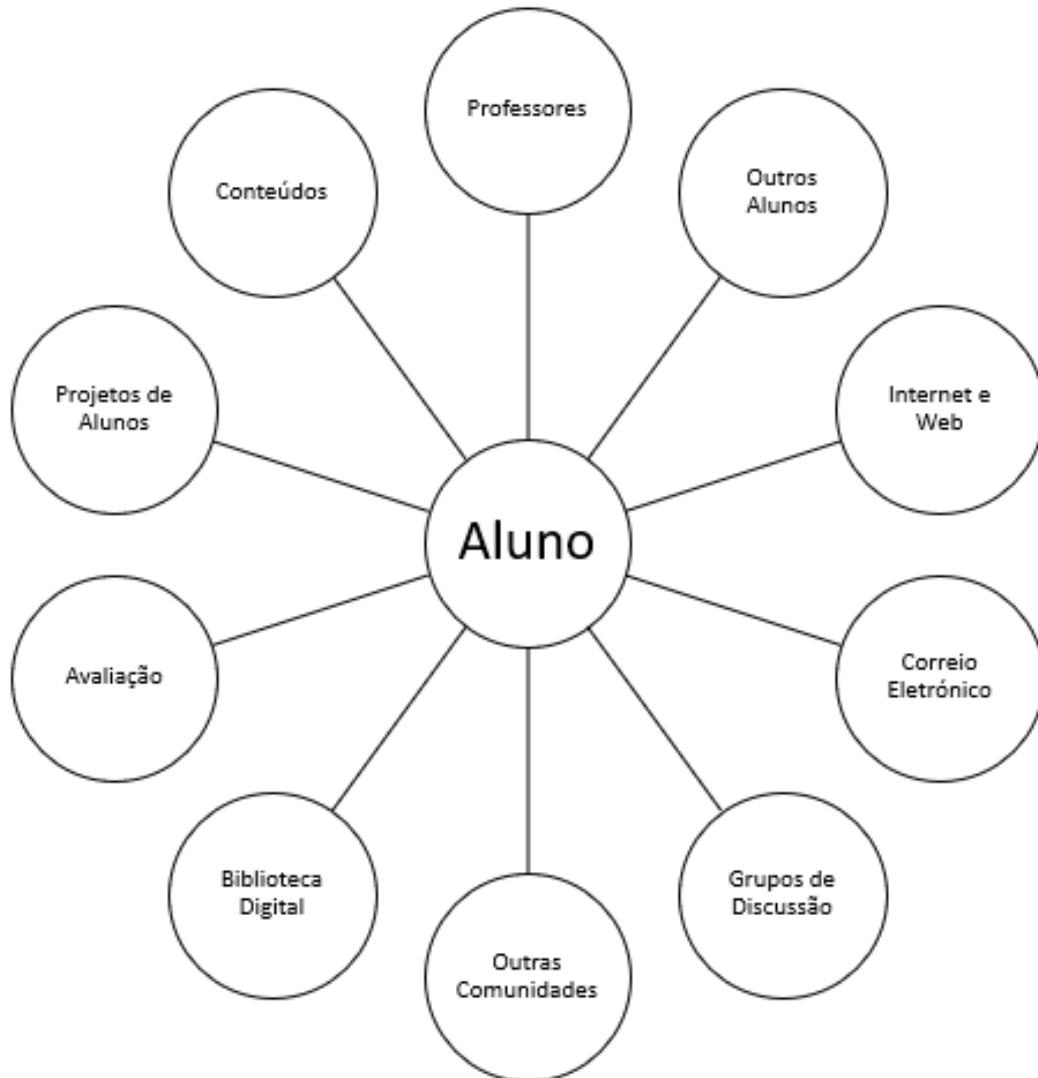 Professores
Conteúdos
Outros
Alunos
Projetos de
Alunos
Internet e
Web
Aluno
Avaliação
Correio
Eletrónico
Biblioteca
Digital
Grupos de
Discussão
Outras
Comunidades